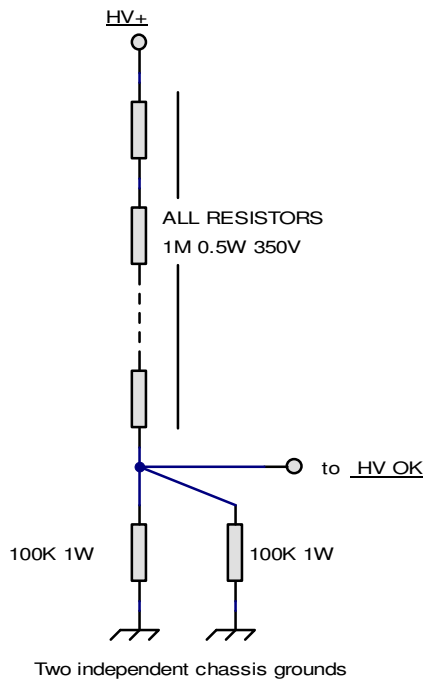 HV+
ALL RESISTORS
1M 0.5W 350V
to HV OK
100K 1W
100K 1W
Two independent chassis grounds